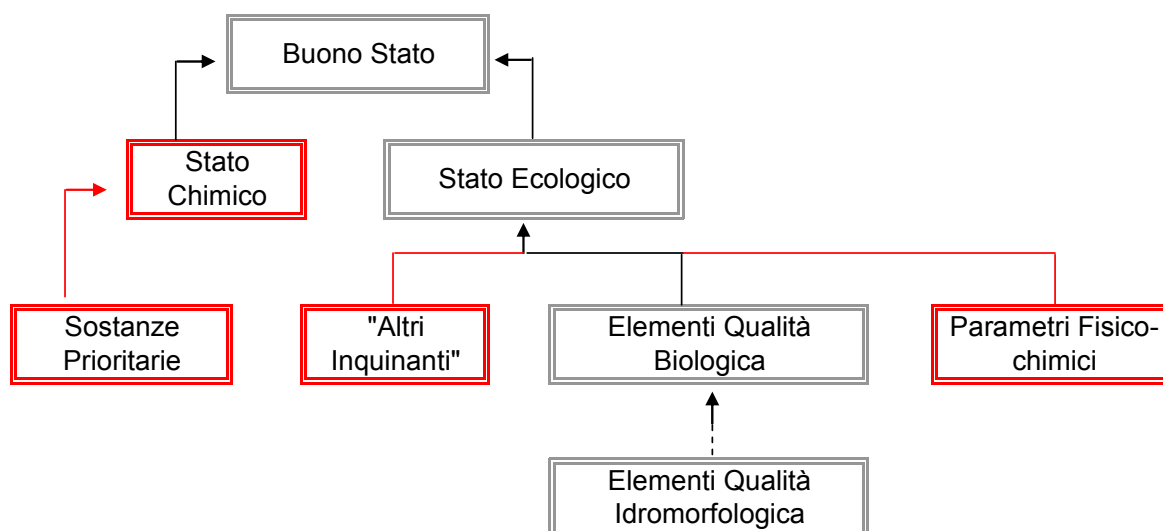 Buono Stato
Stato
Chimico
Stato Ecologico
Sostanze
Prioritarie
"Altri
Inquinanti"
Elementi Qualità
Biologica
Parametri Fisico-
chimici
Elementi Qualità
Idromorfologica